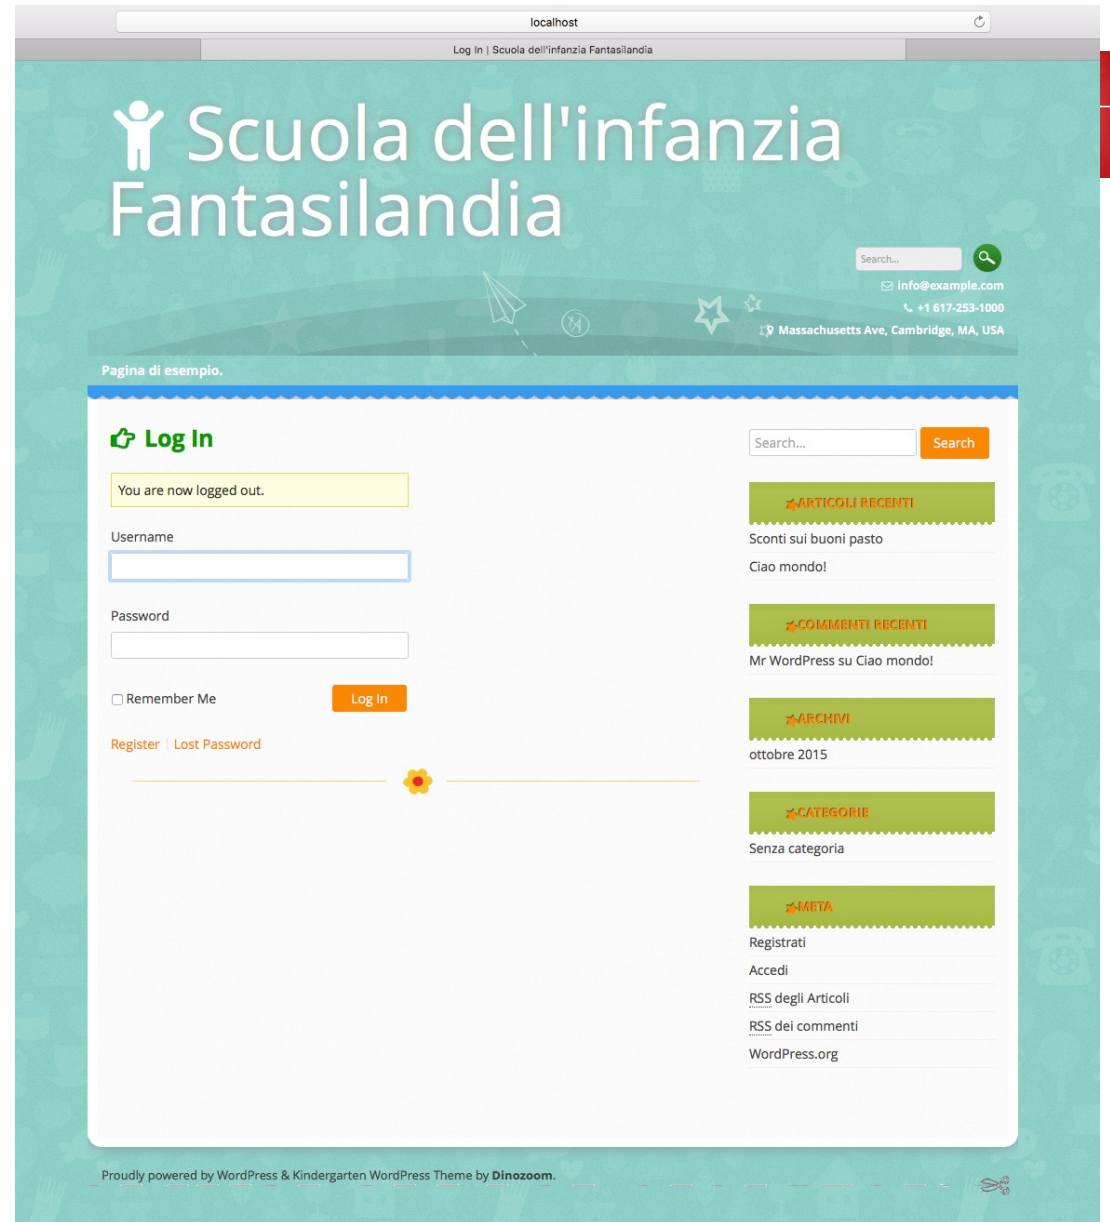 localhost
Log In | Scuola dell'infanzia Fantasilandia
Scuola dell'infanzia
Fantasilandia
Search...
info@example.com
+1 617-253-1000
Massachusetts Ave, Cambridge, MA, USA
Pagina di esempio.
Log In
You are now logged out.
Username
Password
Remember Me
Log In
Register | Lost Password
Search...
Search
ARTICOLI RECENTI
Sconti sui buoni pasto
Ciao mondo!
COMMENTI RECENTI
Mr WordPress su Ciao mondo!
ARCHIVI
ottobre 2015
CATEGORIE
Senza categoria
META
Registrati
Accedi
RSS degli Articoli
RSS dei commenti
WordPress.org
Proudly powered by WordPress & Kindergarten WordPress Theme by Dinozoom.